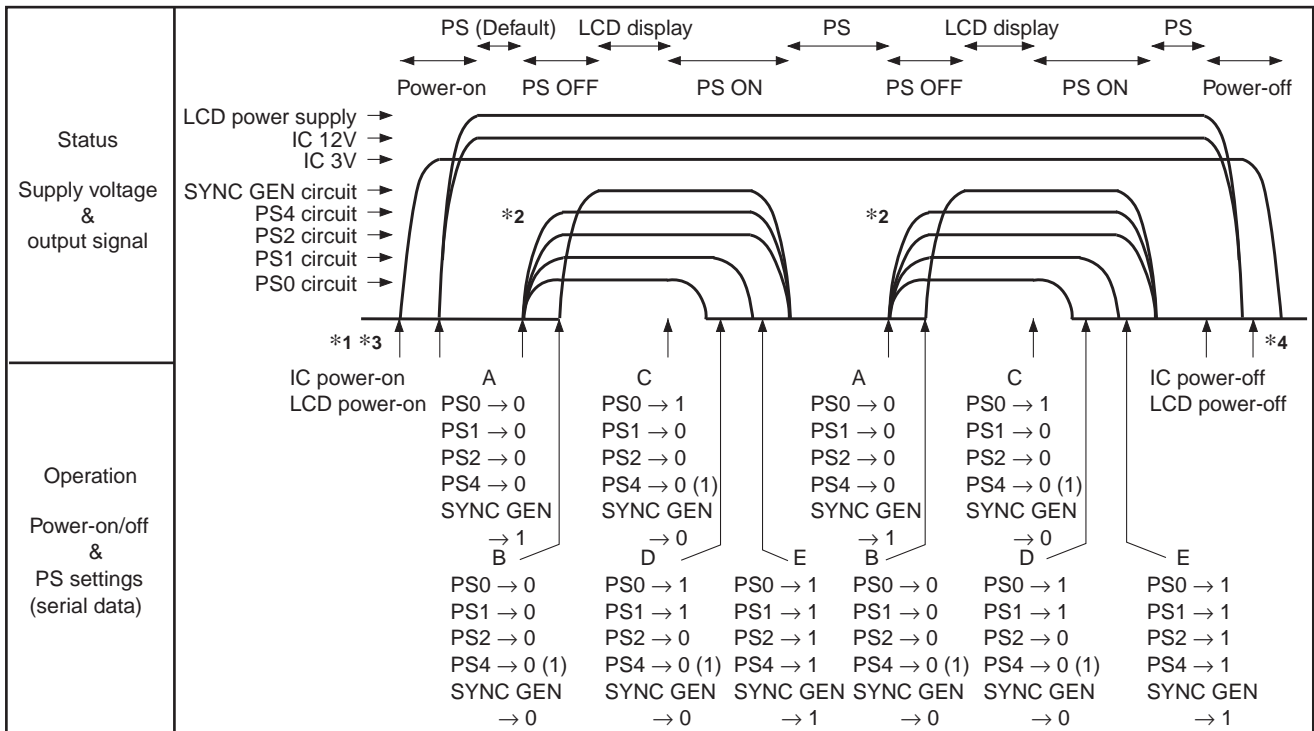 PS (Default) LCD display PS LCD display PS
Power-on PS OFF PS ON PS OFF PS ON Power-off
Status
Supply voltage
&
output signal
LCD power supply
IC 12V
IC 3V
SYNC GEN circuit
PS4 circuit
PS2 circuit
PS1 circuit
PS0 circuit
*2 *2
*1 *3 *4
Operation
Power-on/off
&
PS settings
(serial data)
IC power-on A C A C IC power-off
LCD power-on PS0 → 0 PS0 → 1 PS0 → 0 PS0 → 1 LCD power-off
PS1 → 0 PS1 → 0 PS1 → 0 PS1 → 0
PS2 → 0 PS2 → 0 PS2 → 0 PS2 → 0
PS4 → 0 PS4 → 0 (1) PS4 → 0 PS4 → 0 (1)
SYNC GEN SYNC GEN SYNC GEN SYNC GEN
→ 1 → 0 → 1 → 0
B D E B D E
PS0 → 0 PS0 → 1 PS0 → 1 PS0 → 0 PS0 → 1 PS0 → 1
PS1 → 0 PS1 → 1 PS1 → 1 PS1 → 0 PS1 → 1 PS1 → 1
PS2 → 0 PS2 → 0 PS2 → 1 PS2 → 0 PS2 → 0 PS2 → 1
PS4 → 0 (1) PS4 → 0 (1) PS4 → 1 PS4 → 0 (1) PS4 → 0 (1) PS4 → 1
SYNC GEN SYNC GEN SYNC GEN SYNC GEN SYNC GEN SYNC GEN
→ 0 → 0 → 1 → 0 → 0 → 1